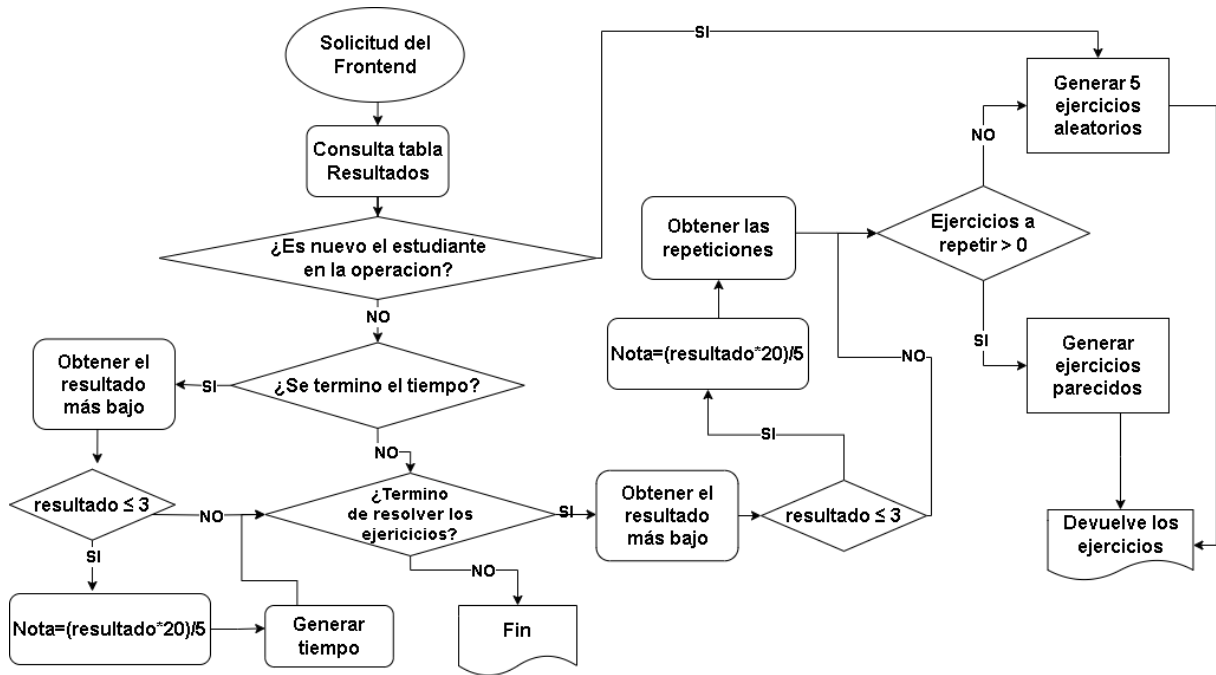 Solicitud del
Frontend
Consulta tabla
Resultados
¿Es nuevo el estudiante
en la operacion?
SI
NO
¿Se termino el tiempo?
SI
NO
Obtener el
resultado
más bajo
resultado ≤ 3
NO
SI
Nota=(resultado*20)/5
Generar
tiempo
¿Termino
de resolver los
ejericicios?
NO
Fin
SI
Obtener el
resultado
más bajo
resultado ≤ 3
SI
NO
Nota=(resultado*20)/5
Obtener las
repeticiones
Ejercicios a
repetir > 0
NO
SI
Generar 5
ejercicios
aleatorios
Generar
ejercicios
parecidos
Devuelve los
ejercicios